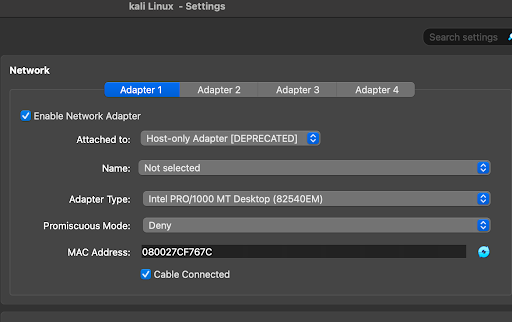 kali Linux - Settings
Search settings
Network
Adapter 1 Adapter 2 Adapter 3 Adapter 4
Enable Network Adapter
Attached to: Host-only Adapter [DEPRECATED]
Name: Not selected
Adapter Type: Intel PRO/1000 MT Desktop (82540EM)
Promiscuous Mode: Deny
MAC Address: 080027CF767C
Cable Connected